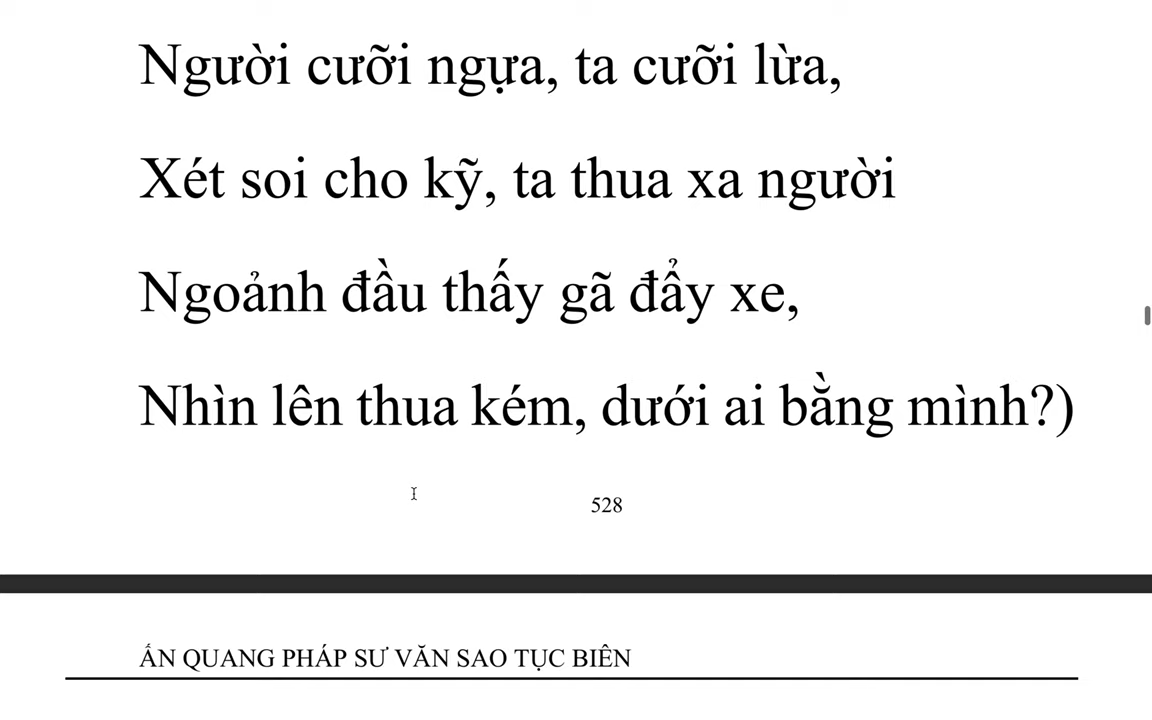 Người cưỡi ngựa, ta cưỡi lừa,
Xét soi cho kỹ, ta thua xa người
Ngoảnh đầu thấy gã đẩy xe,
Nhìn lên thua kém, dưới ai bằng mình?)
528
ẤN QUANG PHÁP SƯ VĂN SAO TỤC BIÊN